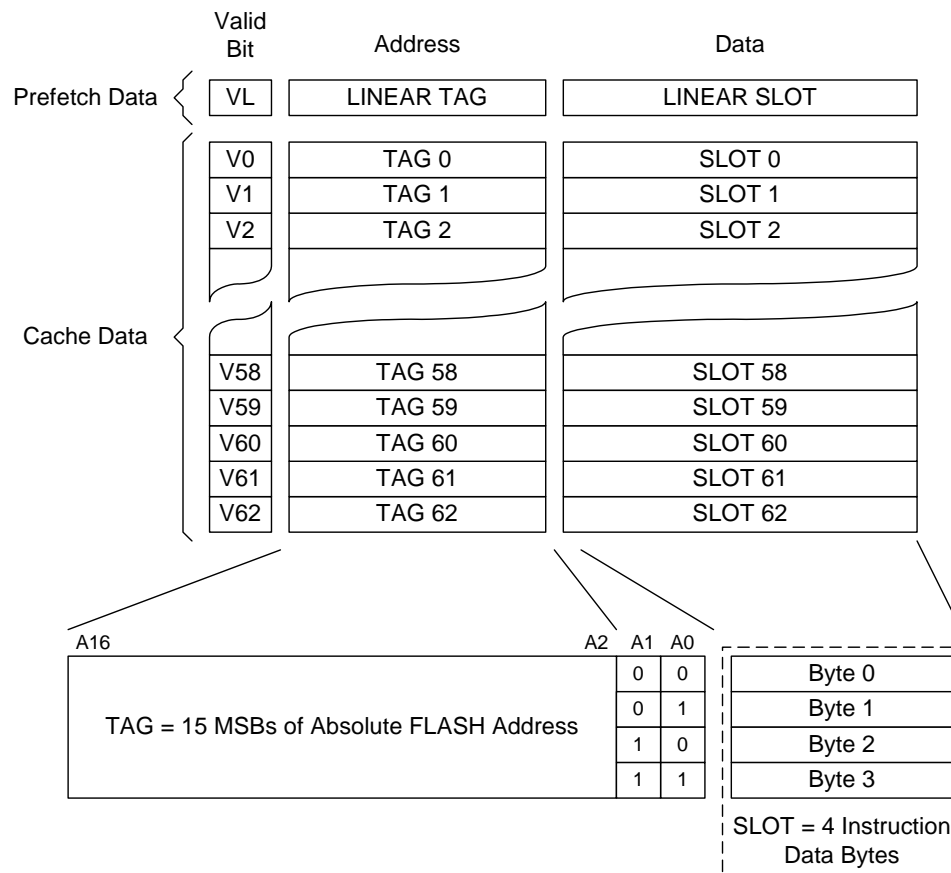 Valid
Bit
Address
Data
Prefetch Data
VL
LINEAR TAG
LINEAR SLOT
V0
TAG 0
SLOT 0
V1
TAG 1
SLOT 1
V2
TAG 2
SLOT 2
Cache Data
V58
TAG 58
SLOT 58
V59
TAG 59
SLOT 59
V60
TAG 60
SLOT 60
V61
TAG 61
SLOT 61
V62
TAG 62
SLOT 62
A16
A2
A1
A0
TAG = 15 MSBs of Absolute FLASH Address
0
0
Byte 0
0
1
Byte 1
1
0
Byte 2
1
1
Byte 3
SLOT = 4 Instruction
Data Bytes